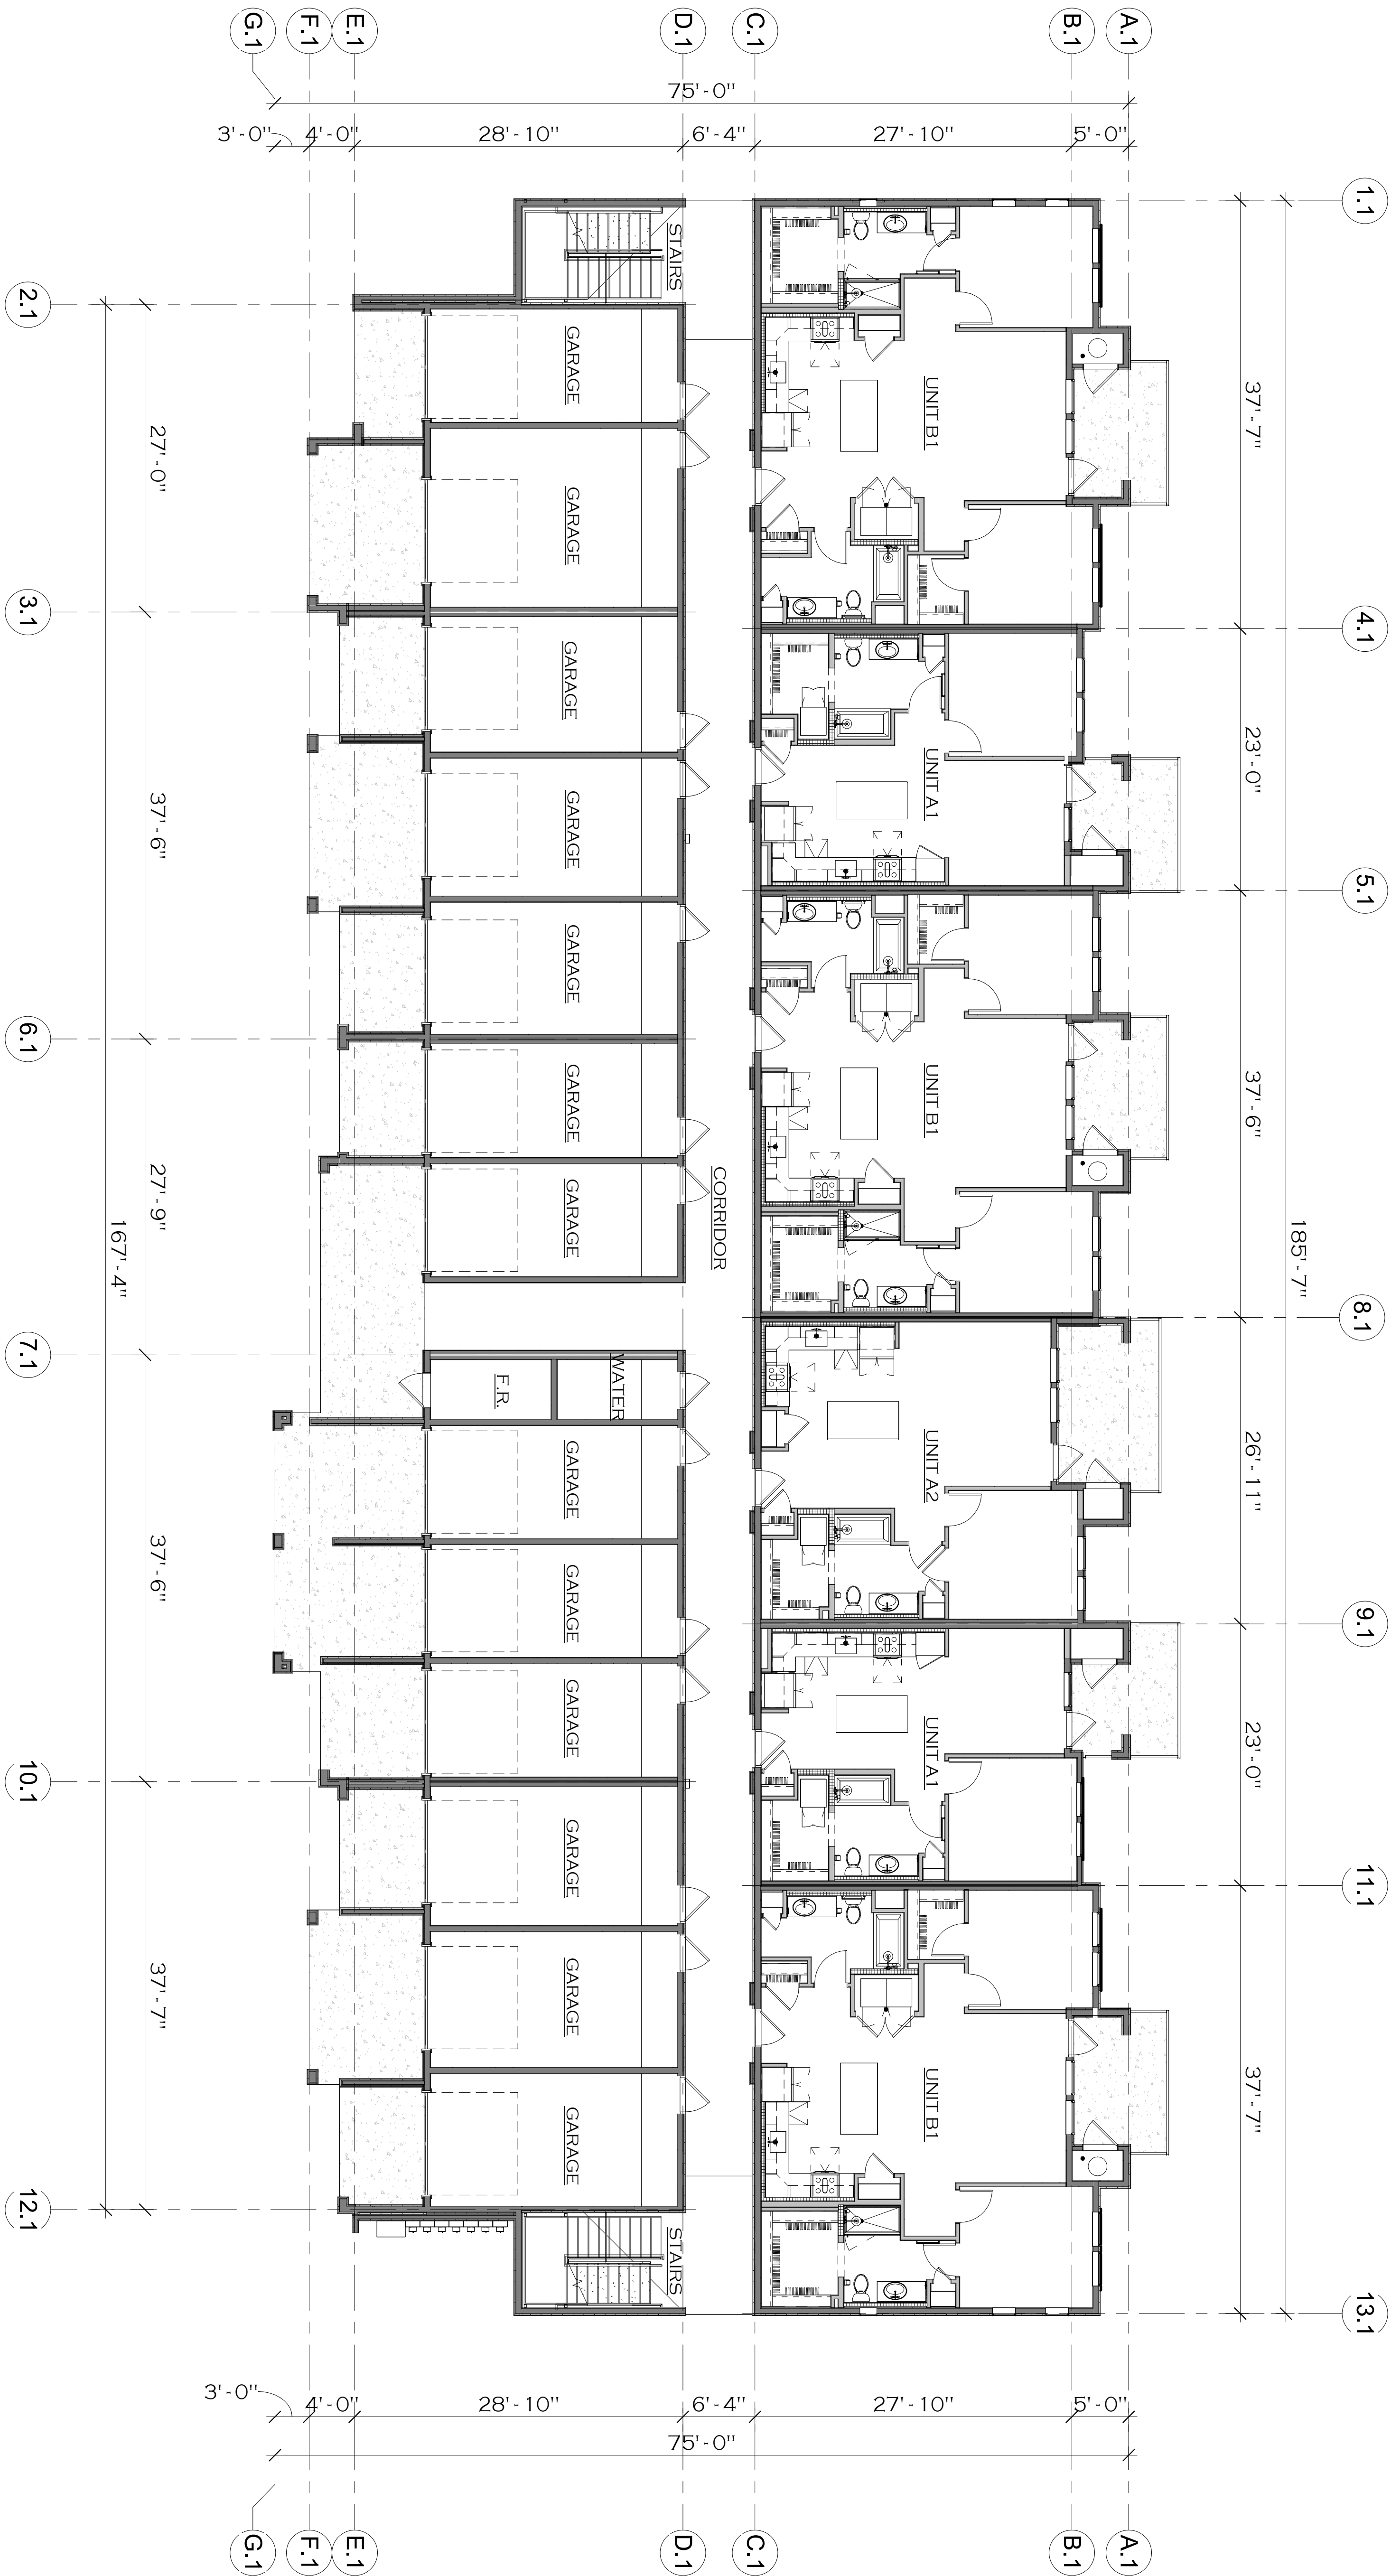 G.1
F.1
E.1
D.1
C.1
B.1
A.1
75'-0"
3'-0"
4'-0"
28'-10"
6'-4"
27'-10"
5'-0"
1.1
2.1
3.1
4.1
5.1
6.1
7.1
8.1
9.1
10.1
11.1
12.1
13.1
185'-7"
37'-7"
23'-0"
37'-6"
26'-11"
23'-0"
37'-7"
UNIT B1
UNIT A1
UNIT B1
UNIT A2
UNIT A1
UNIT B1
CORRIDOR
STAIRS
GARAGE
GARAGE
GARAGE
GARAGE
GARAGE
GARAGE
GARAGE
WATER
F.R.
GARAGE
GARAGE
GARAGE
GARAGE
GARAGE
GARAGE
STAIRS
27'-0"
37'-6"
27'-9"
37'-6"
37'-7"
167'-4"
3'-0"
4'-0"
28'-10"
6'-4"
27'-10"
5'-0"
75'-0"
G.1
F.1
E.1
D.1
C.1
B.1
A.1